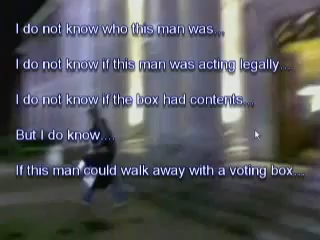 I do not know who this man was...
I do not know if this man was acting legally...
I do not know if the box had contents...
But I do know ...
If this man could walk away with a voting box...